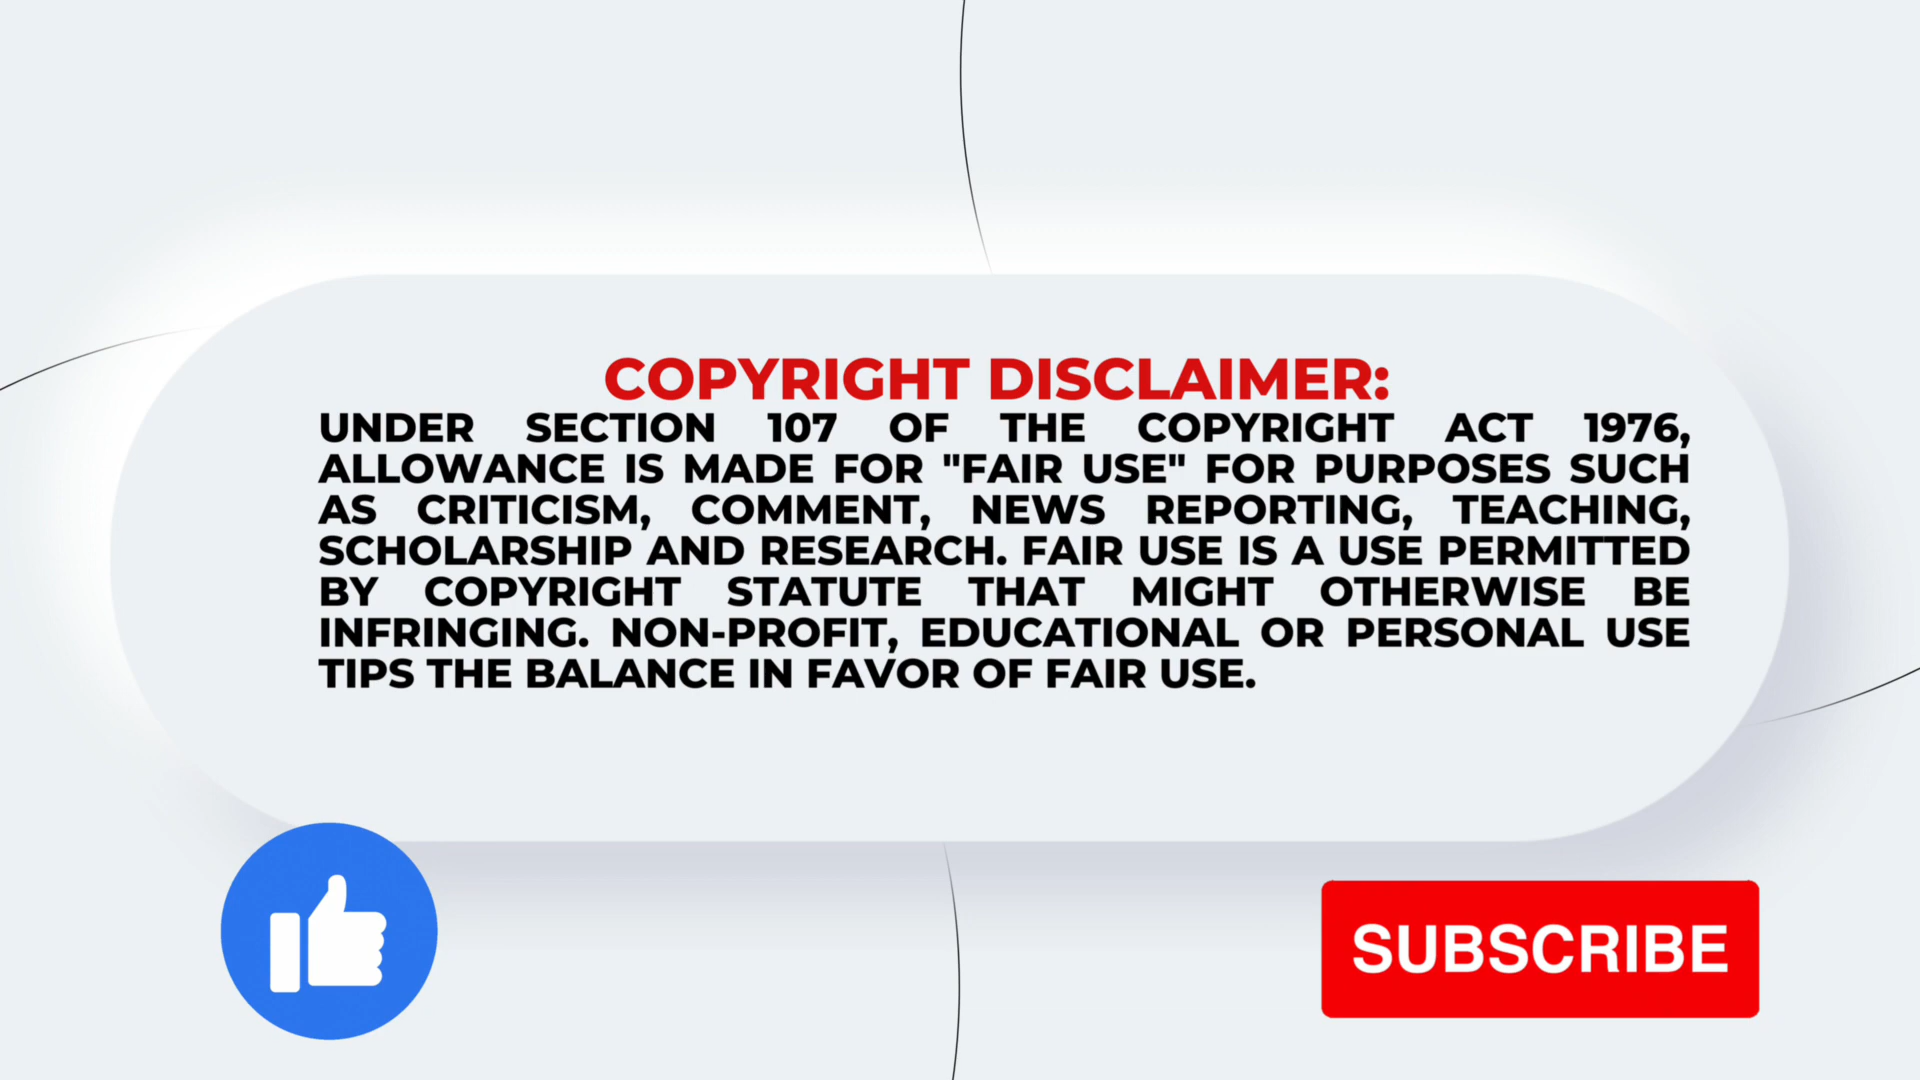 COPYRIGHT DISCLAIMER:
UNDER SECTION 107 OF THE COPYRIGHT ACT 1976,
ALLOWANCE IS MADE FOR "FAIR USE" FOR PURPOSES SUCH
AS CRITICISM, COMMENT, NEWS REPORTING, TEACHING,
SCHOLARSHIP AND RESEARCH. FAIR USE IS A USE PERMITTED
BY COPYRIGHT STATUTE THAT MIGHT OTHERWISE BE
INFRINGING. NON-PROFIT, EDUCATIONAL OR PERSONAL USE
TIPS THE BALANCE IN FAVOR OF FAIR USE.
SUBSCRIBE